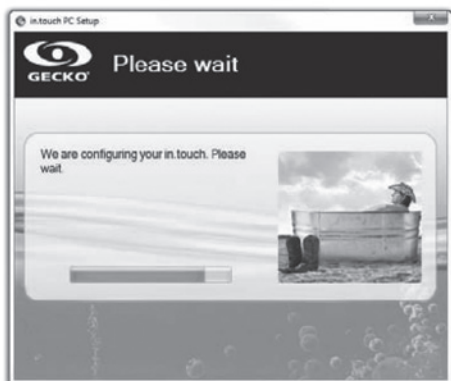 in.touch PC Setup
GECKO
Please wait
We are configuring your in.touch. Please
wait.